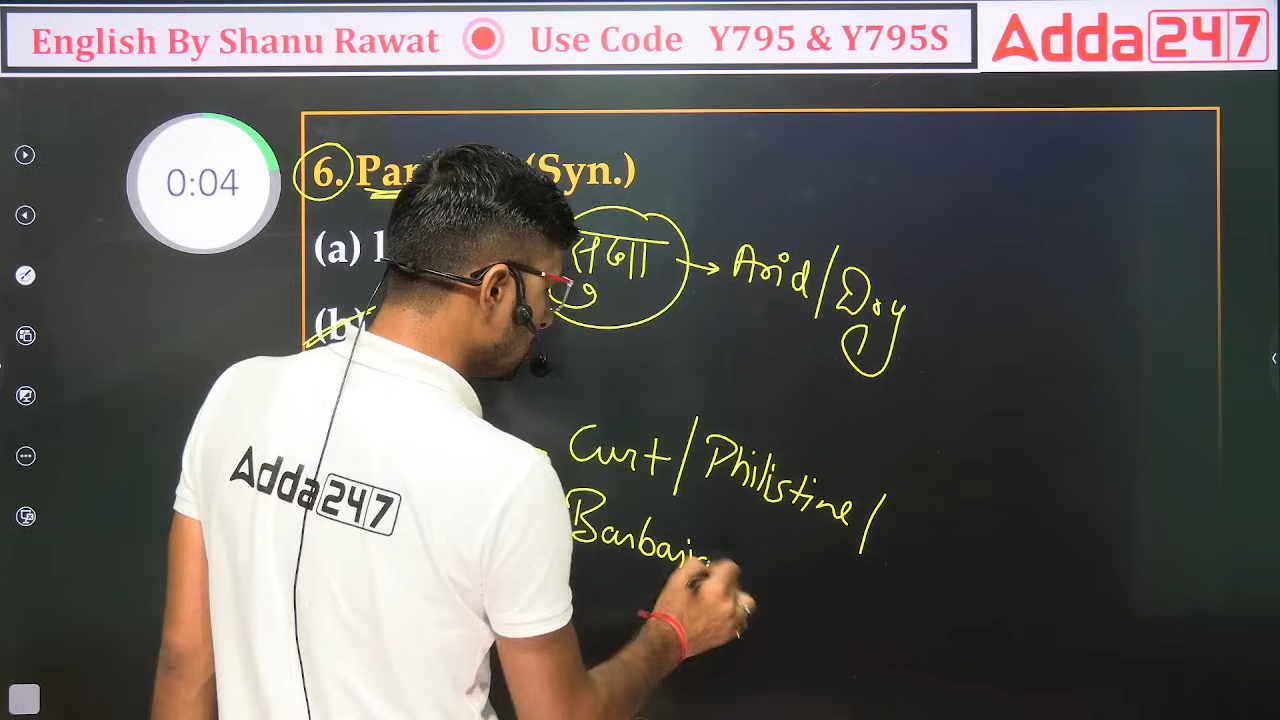 English By Shanu Rawat Use Code Y795 & Y795S Adda247
0:04
6. Par (Syn.)
(a)
Arid/Dry
(b)
Curt/Philistine/
Adda247